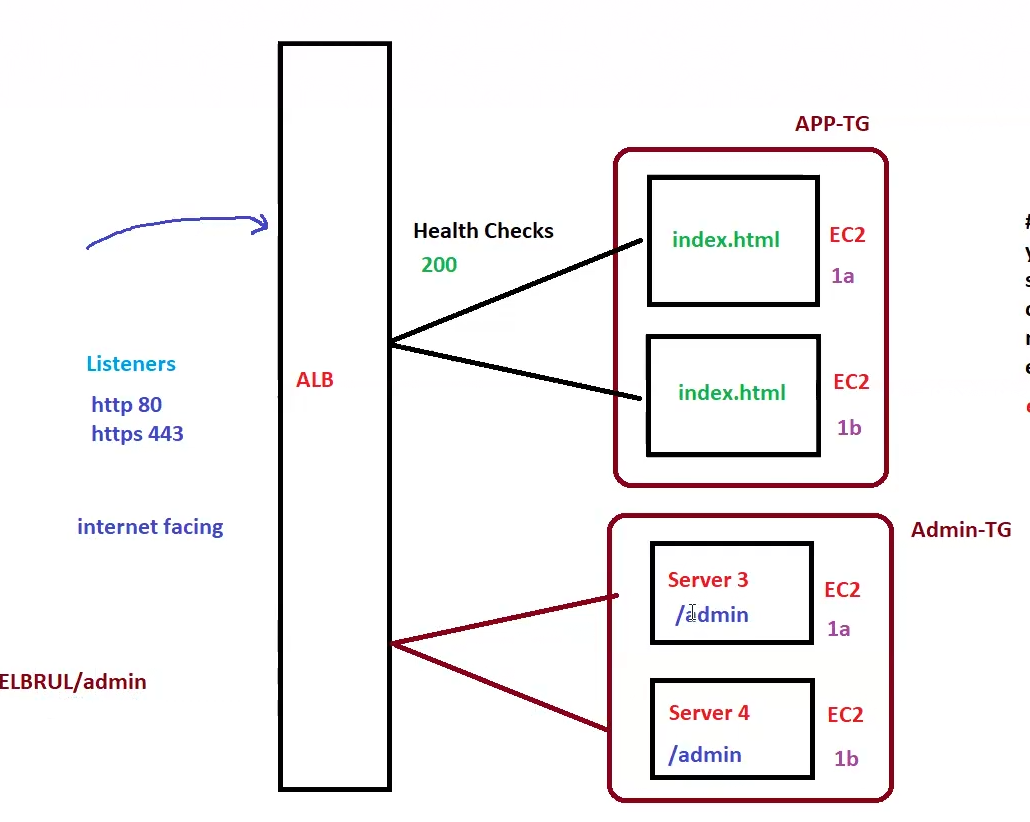 APP-TG
Health Checks
200
index.html
EC2
1a
index.html
EC2
1b
Listeners
http 80
https 443
ALB
internet facing
Admin-TG
Server 3
/admin
EC2
1a
ELBRUL/admin
Server 4
/admin
EC2
1b